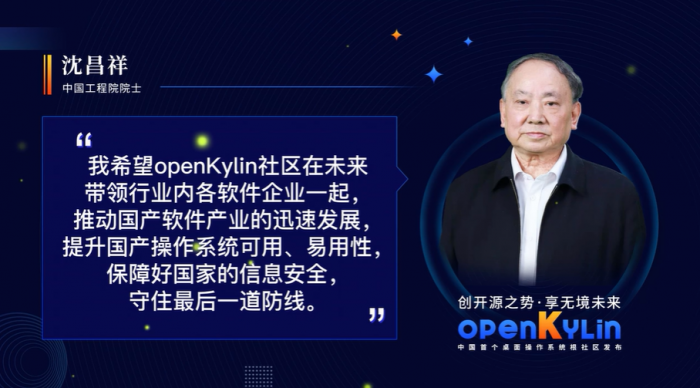 沈昌祥
中国工程院院士
“
我希望openKylin社区在未来
带领行业内各软件企业一起，
推动国产软件产业的迅速发展，
提升国产操作系统可用、易用性，
保障好国家的信息安全，
守住最后一道防线。
”
创开源之势·享无境未来
openKylin
中国首个桌面操作系统根社区发布